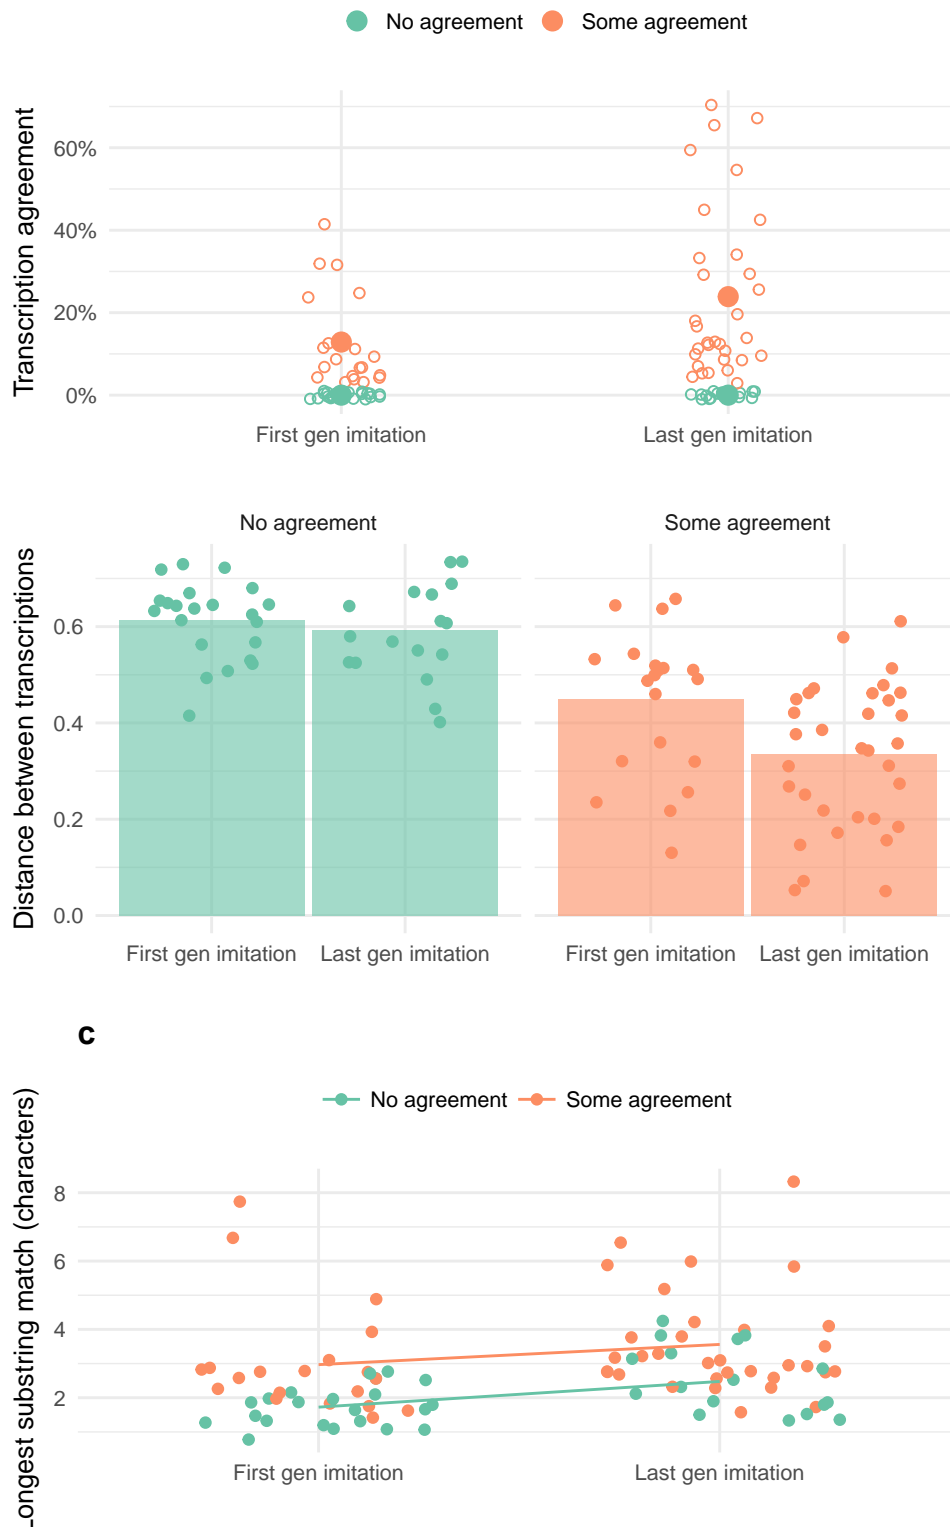 No agreement Some agreement
Transcription agreement
60%
40%
20%
0%
First gen imitation Last gen imitation
No agreement Some agreement
Distance between transcriptions
0.6
0.4
0.2
0.0
First gen imitation Last gen imitation First gen imitation Last gen imitation
c
No agreement Some agreement
Longest substring match (characters)
8
6
4
2
First gen imitation Last gen imitation